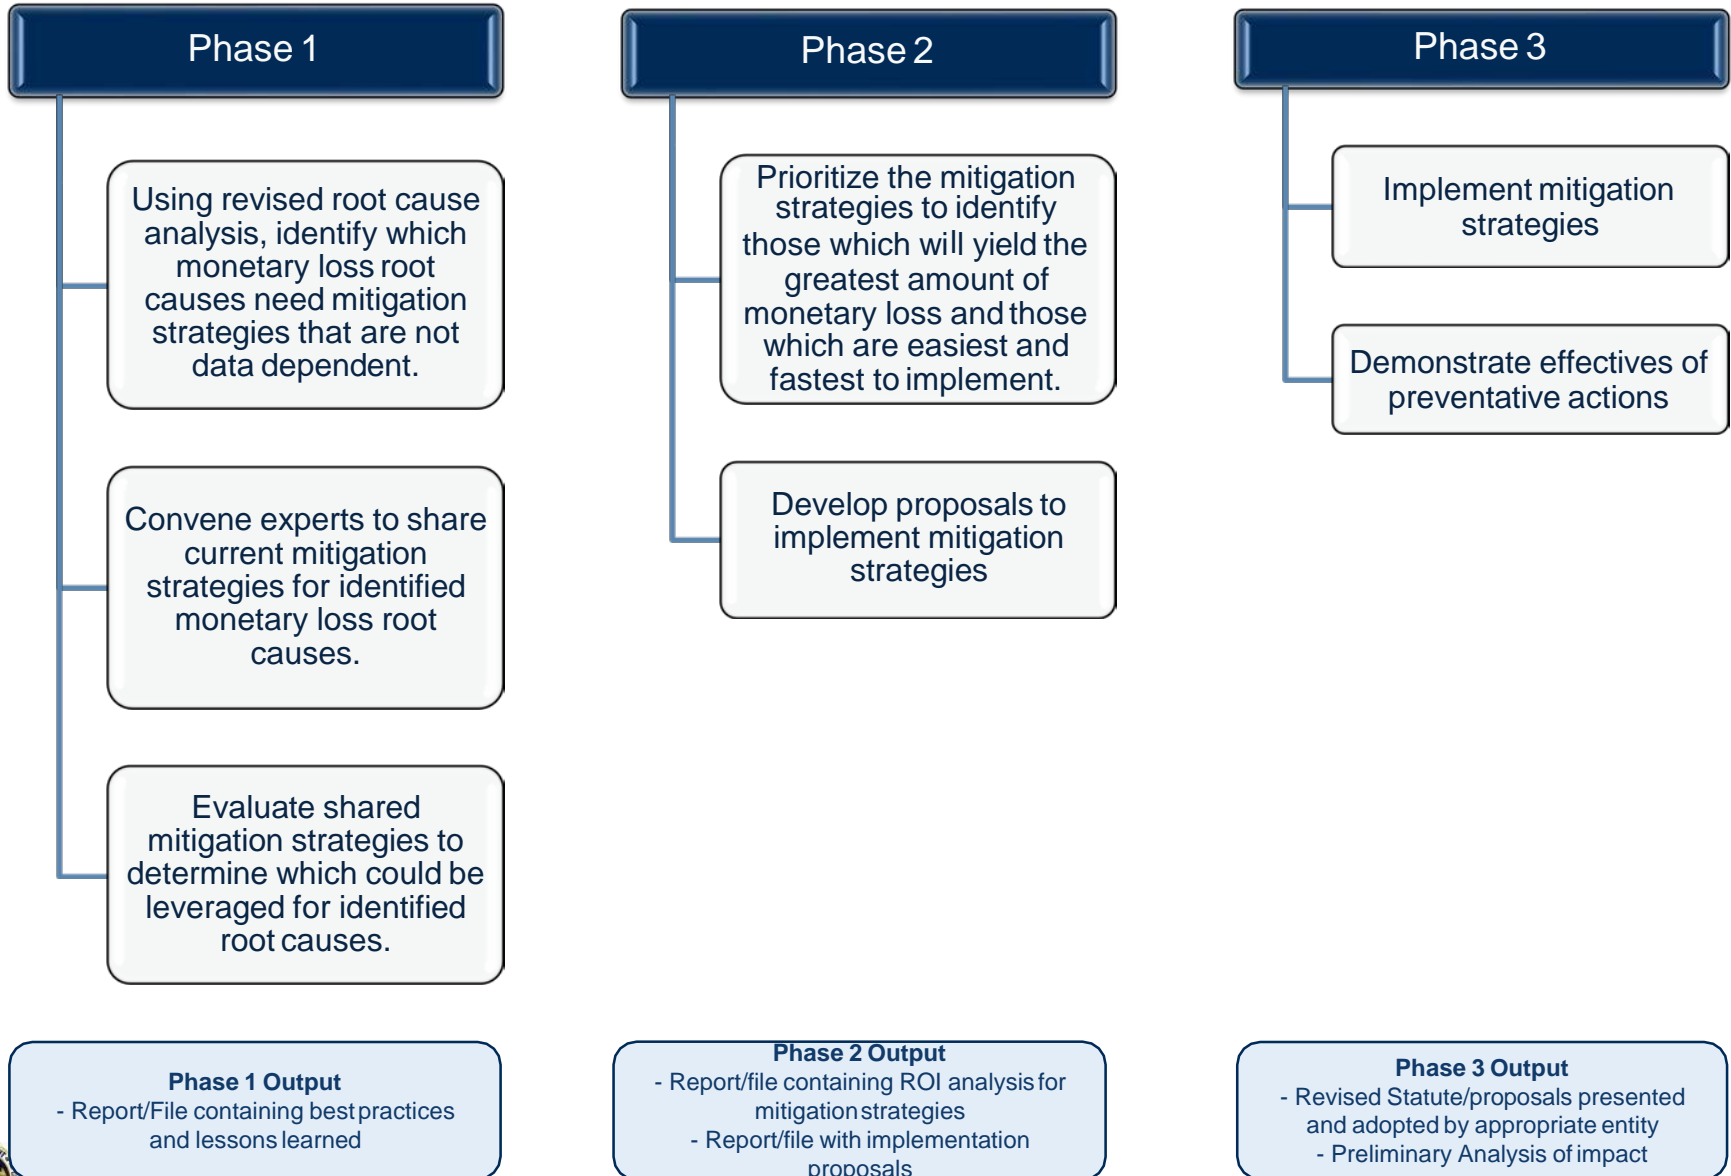 Phase 1
Using revised root cause
analysis, identify which
monetary loss root
causes need mitigation
strategies that are not
data dependent.
Convene experts to share
current mitigation
strategies for identified
monetary loss root
causes.
Evaluate shared
mitigation strategies to
determine which could be
leveraged for identified
root causes.
Phase 1 Output
- Report/File containing best practices
and lessons learned
Phase 2
Prioritize the mitigation
strategies to identify
those which will yield the
greatest amount of
monetary loss and those
which are easiest and
fastest to implement.
Develop proposals to
implement mitigation
strategies
Phase 2 Output
- Report/file containing ROI analysis for
mitigation strategies
- Report/file with implementation
proposals
Phase 3
Implement mitigation
strategies
Demonstrate effectives of
preventative actions
Phase 3 Output
- Revised Statute/proposals presented
and adopted by appropriate entity
- Preliminary Analysis of impact